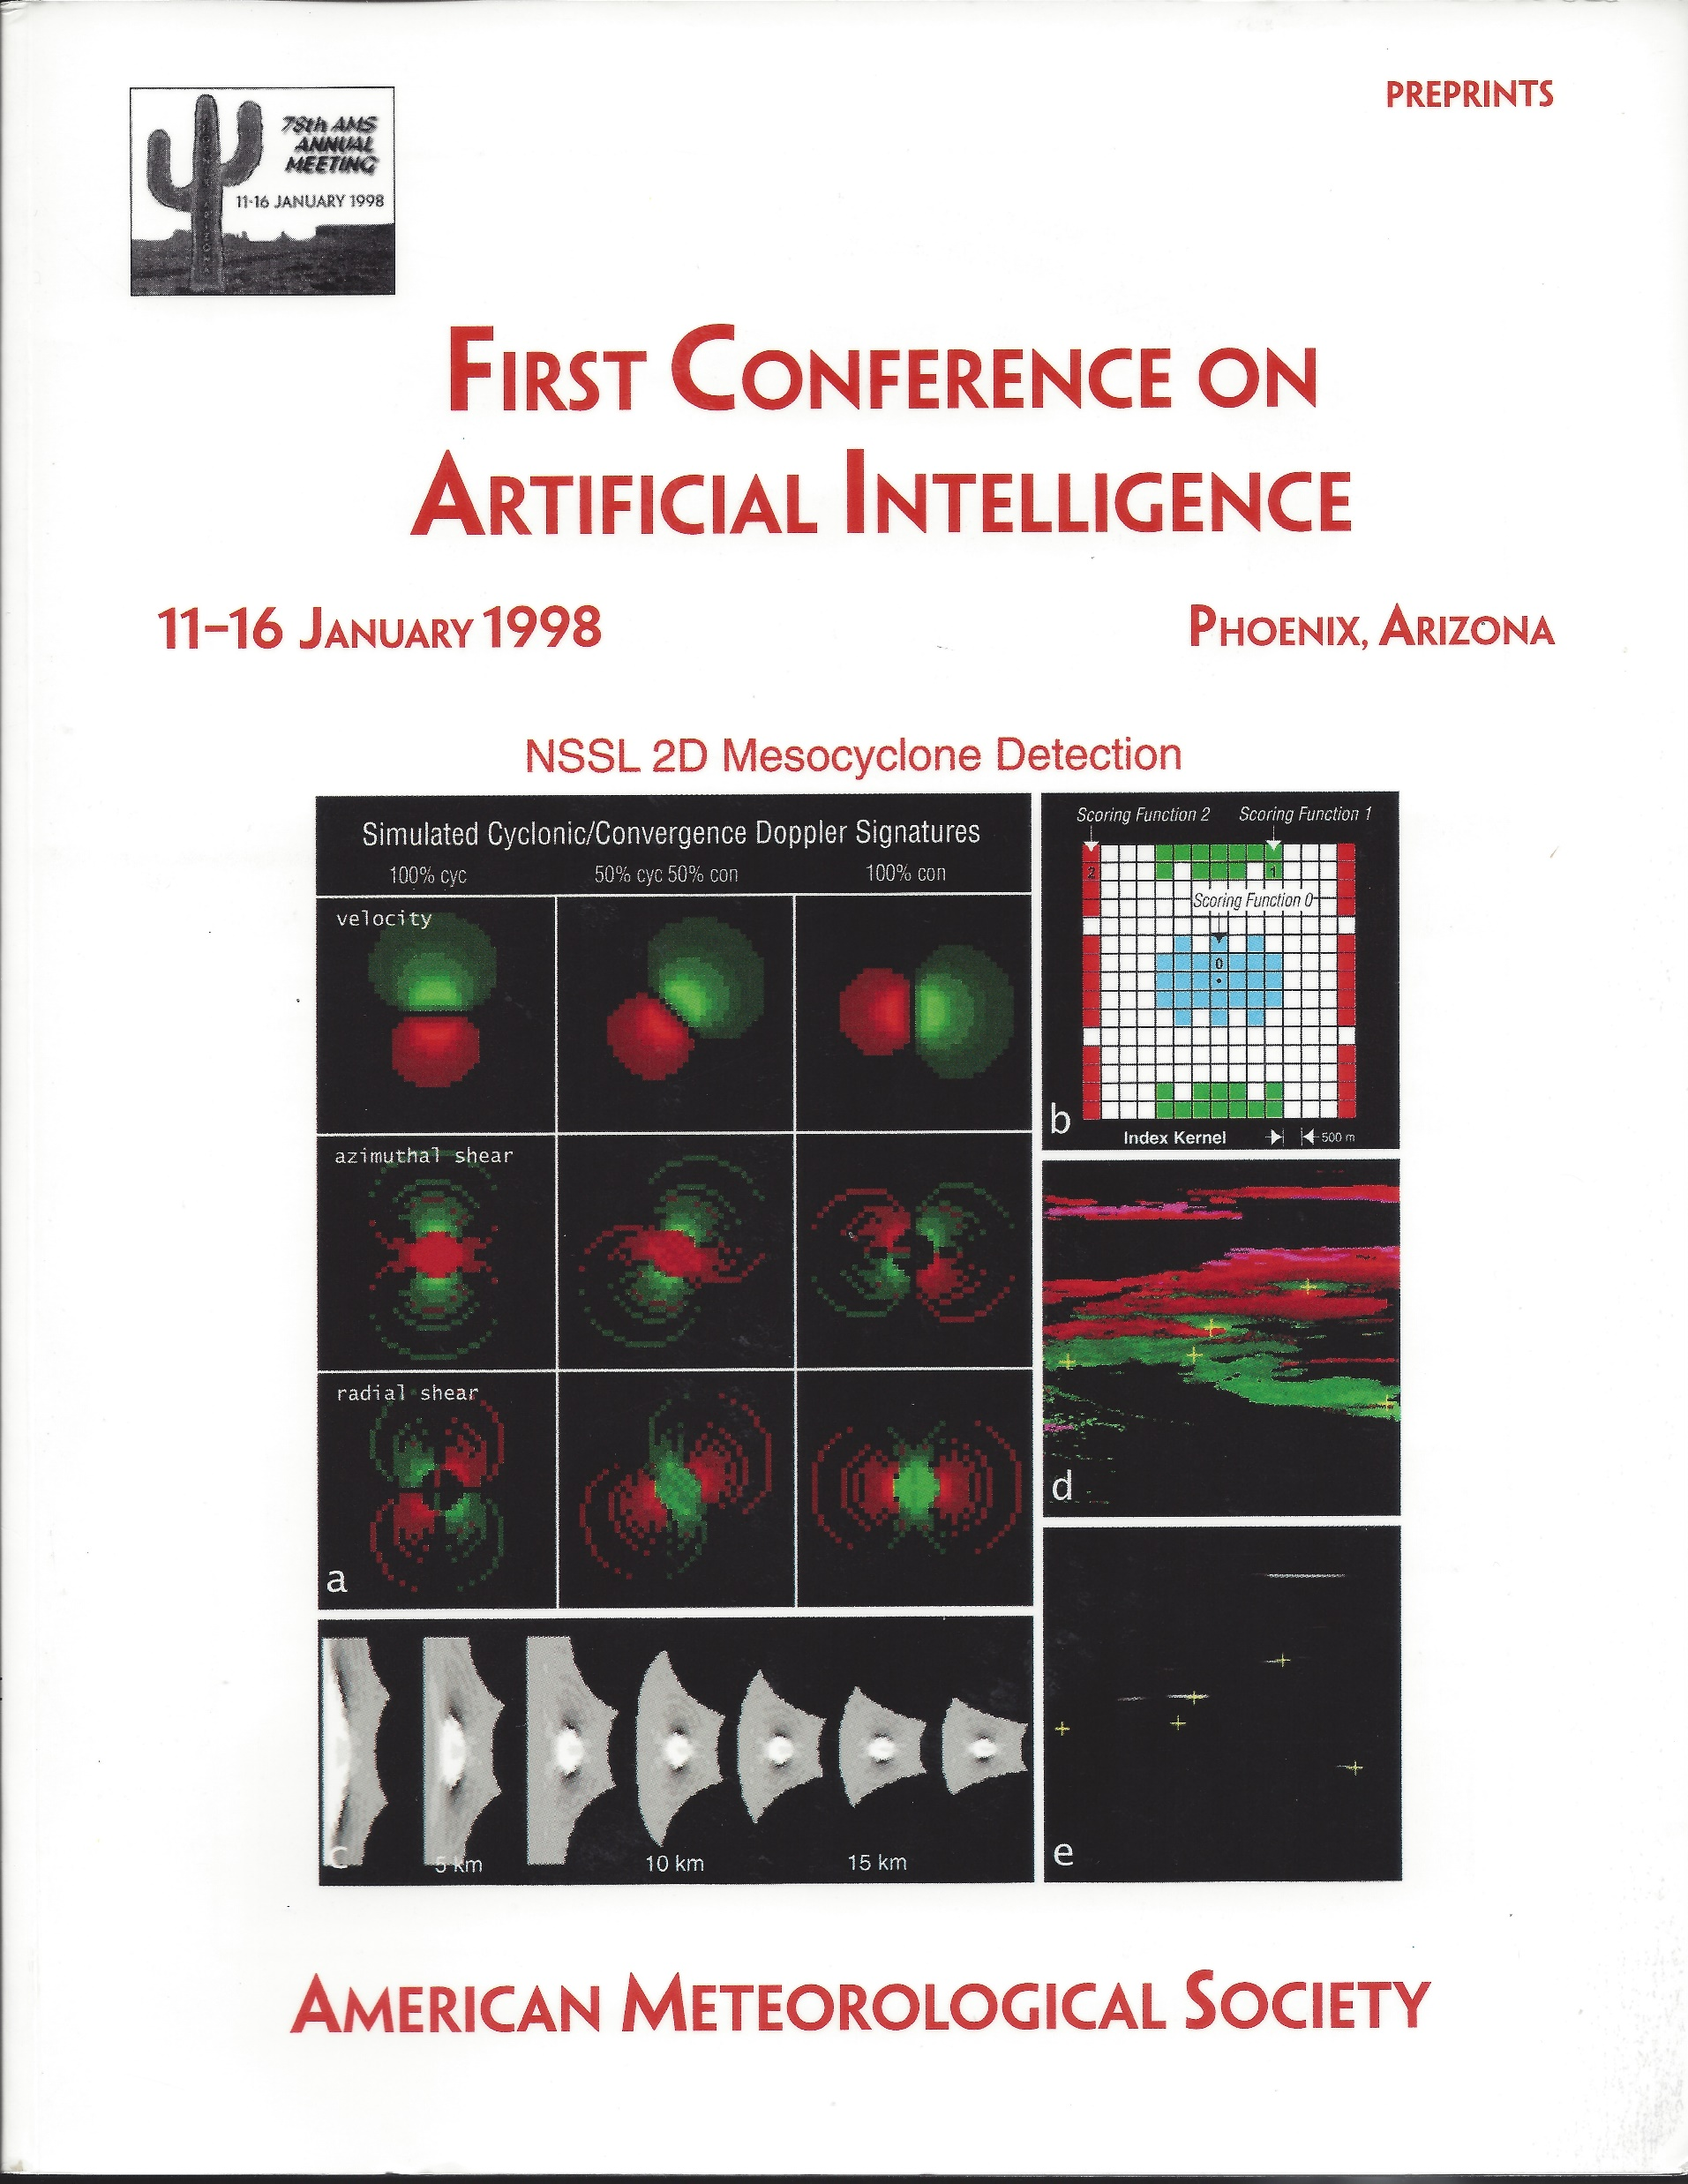 PREPRINTS
78th AMS
ANNUAL
MEETING
11-16 JANUARY 1998
FIRST CONFERENCE ON
ARTIFICIAL INTELLIGENCE
11–16 JANUARY 1998
PHOENIX, ARIZONA
NSSL 2D Mesocyclone Detection
Simulated Cyclonic/Convergence Doppler Signatures
100% cyc
50% cyc 50% con
100% con
velocity
azimuthal shear
radial shear
a
Scoring Function 2
Scoring Function 1
2
1
Scoring Function 0
0
b
Index Kernel
500 m
d
c
5 km
10 km
15 km
e
AMERICAN METEOROLOGICAL SOCIETY